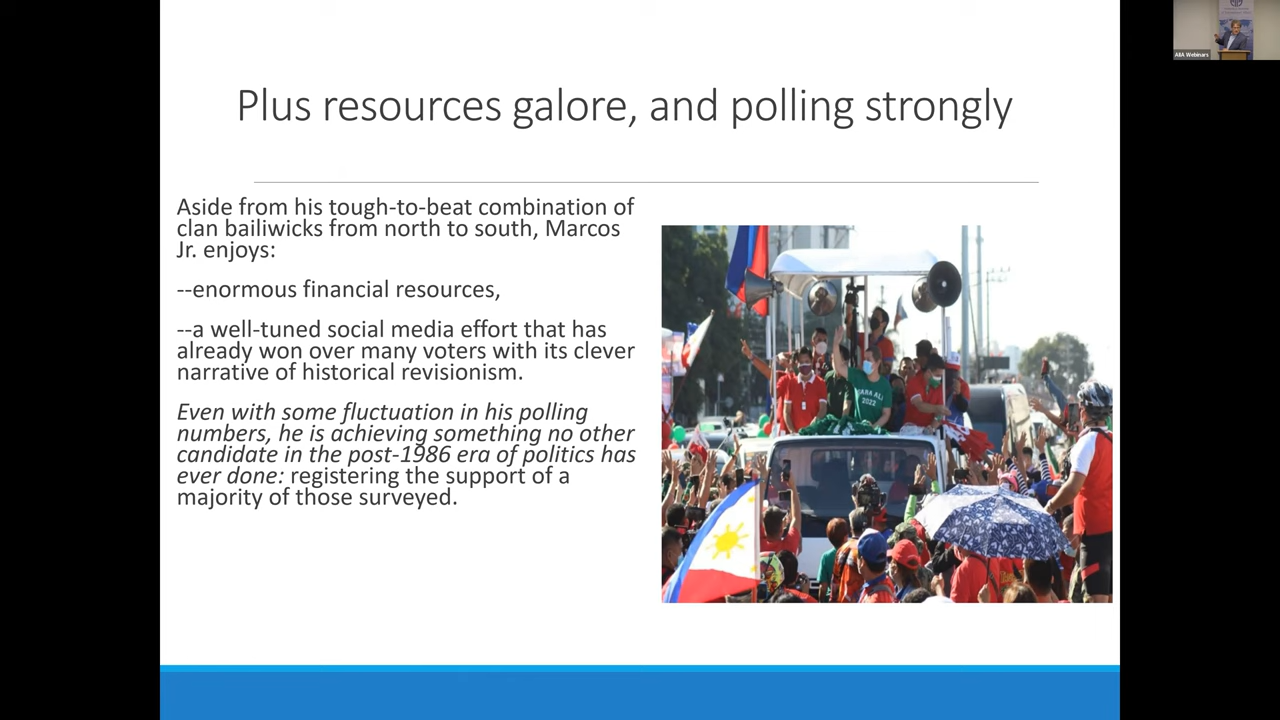 Plus resources galore, and polling strongly
Aside from his tough-to-beat combination of
clan bailiwicks from north to south, Marcos
Jr. enjoys:
--enormous financial resources,
--a well-tuned social media effort that has
already won over many voters with its clever
narrative of historical revisionism.
Even with some fluctuation in his polling
numbers, he is achieving something no other
candidate in the post-1986 era of politics has
ever done: registering the support of a
majority of those surveyed.
2022
AIIA Webinars